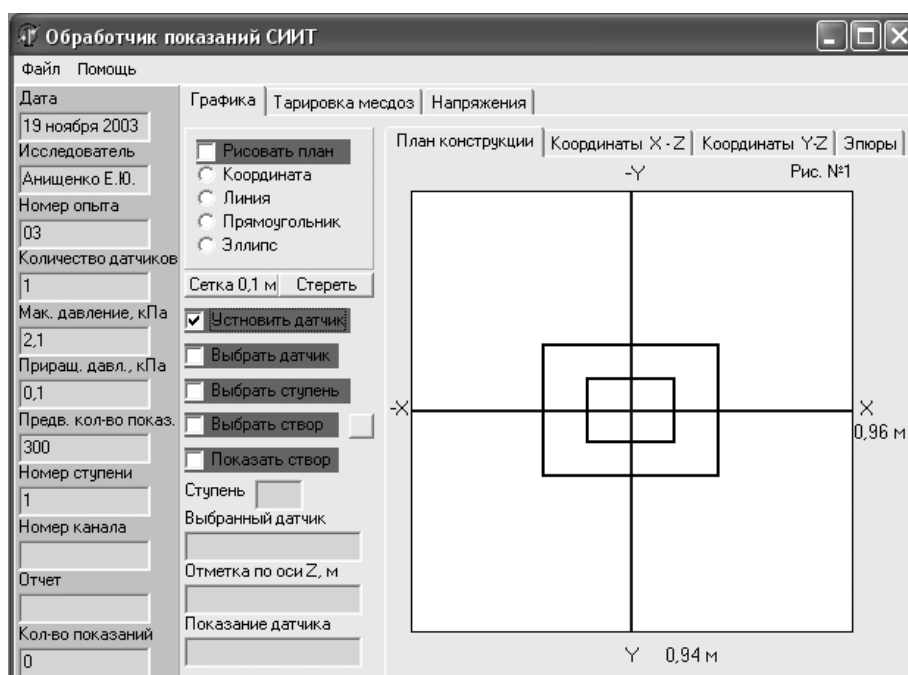 Обработчик показаний СИИТ
Файл Помощь
Дата
19 ноября 2003
Исследователь
Анищенко Е.Ю.
Номер опыта
03
Количество датчиков
1
Мак. давление, кПа
2,1
Приращ. давл., кПа
0,1
Предв. кол-во показ.
300
Номер ступени
1
Номер канала
Отчет
Кол-во показаний
0
Графика Тарировка месдоз Напряжения
Рисовать план
Координата
Линия
Прямоугольник
Эллипс
Сетка 0,1 м Стереть
Устновить датчик
Выбрать датчик
Выбрать ступень
Выбрать створ
Показать створ
Ступень
Выбранный датчик
Отметка по оси Z, м
Показание датчика
План конструкции Координаты X - Z Координаты Y-Z Эпюры
-Y Рис. №1
-X X
0,96 м
Y 0,94 м